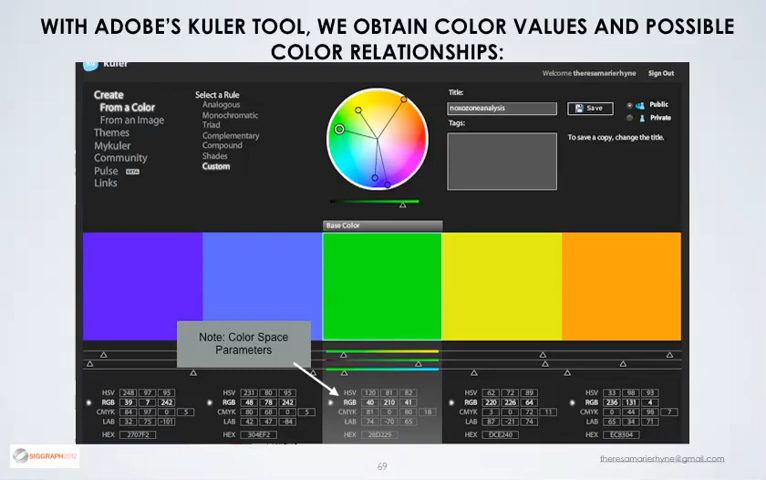 WITH ADOBE'S KULER TOOL, WE OBTAIN COLOR VALUES AND POSSIBLE
COLOR RELATIONSHIPS:
kuler
Welcome theresamarierhyne Sign Out
Create
From a Color
From an Image
Themes
Mykuler
Community
Pulse BETA
Links
Select a Rule
Analogous
Monochromatic
Triad
Complementary
Compound
Shades
Custom
Title:
noxozoneanalysis
Save
Public
Private
Tags:
To save a copy, change the title.
Base Color
Note: Color Space
Parameters
HSV 248 97 95
RGB 39 7 242
CMYK 84 97 0 5
LAB 32 75 -101
HEX 2707F2
HSV 231 80 95
RGB 48 78 242
CMYK 80 68 0 5
LAB 42 47 -84
HEX 304EF2
HSV 120 81 82
RGB 40 210 41
CMYK 81 0 80 18
LAB 74 -70 65
HEX 28D229
HSV 62 72 89
RGB 220 226 64
CMYK 3 0 72 11
LAB 87 -21 74
HEX DCE240
HSV 33 98 93
RGB 236 131 4
CMYK 0 44 98 7
LAB 65 34 71
HEX EC8304
SIGGRAPH2012
69
theresamarierhyne@gmail.com